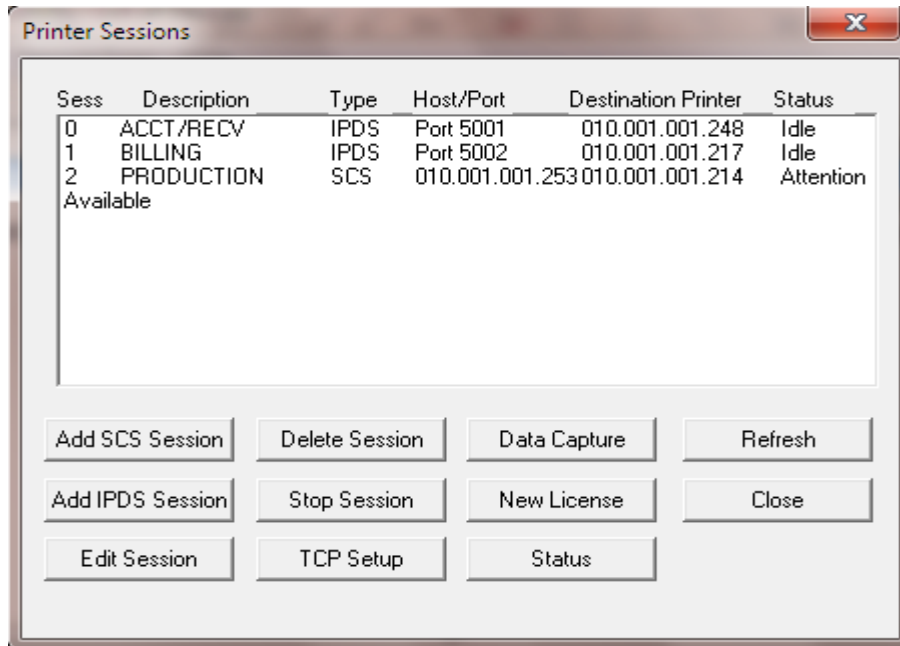 Printer Sessions
Sess Description Type Host/Port Destination Printer Status
0 ACCT/RECV IPDS Port 5001 010.001.001.248 Idle
1 BILLING IPDS Port 5002 010.001.001.217 Idle
2 PRODUCTION SCS 010.001.001.253 010.001.001.214 Attention
Available
Add SCS Session Delete Session Data Capture Refresh
Add IPDS Session Stop Session New License Close
Edit Session TCP Setup Status